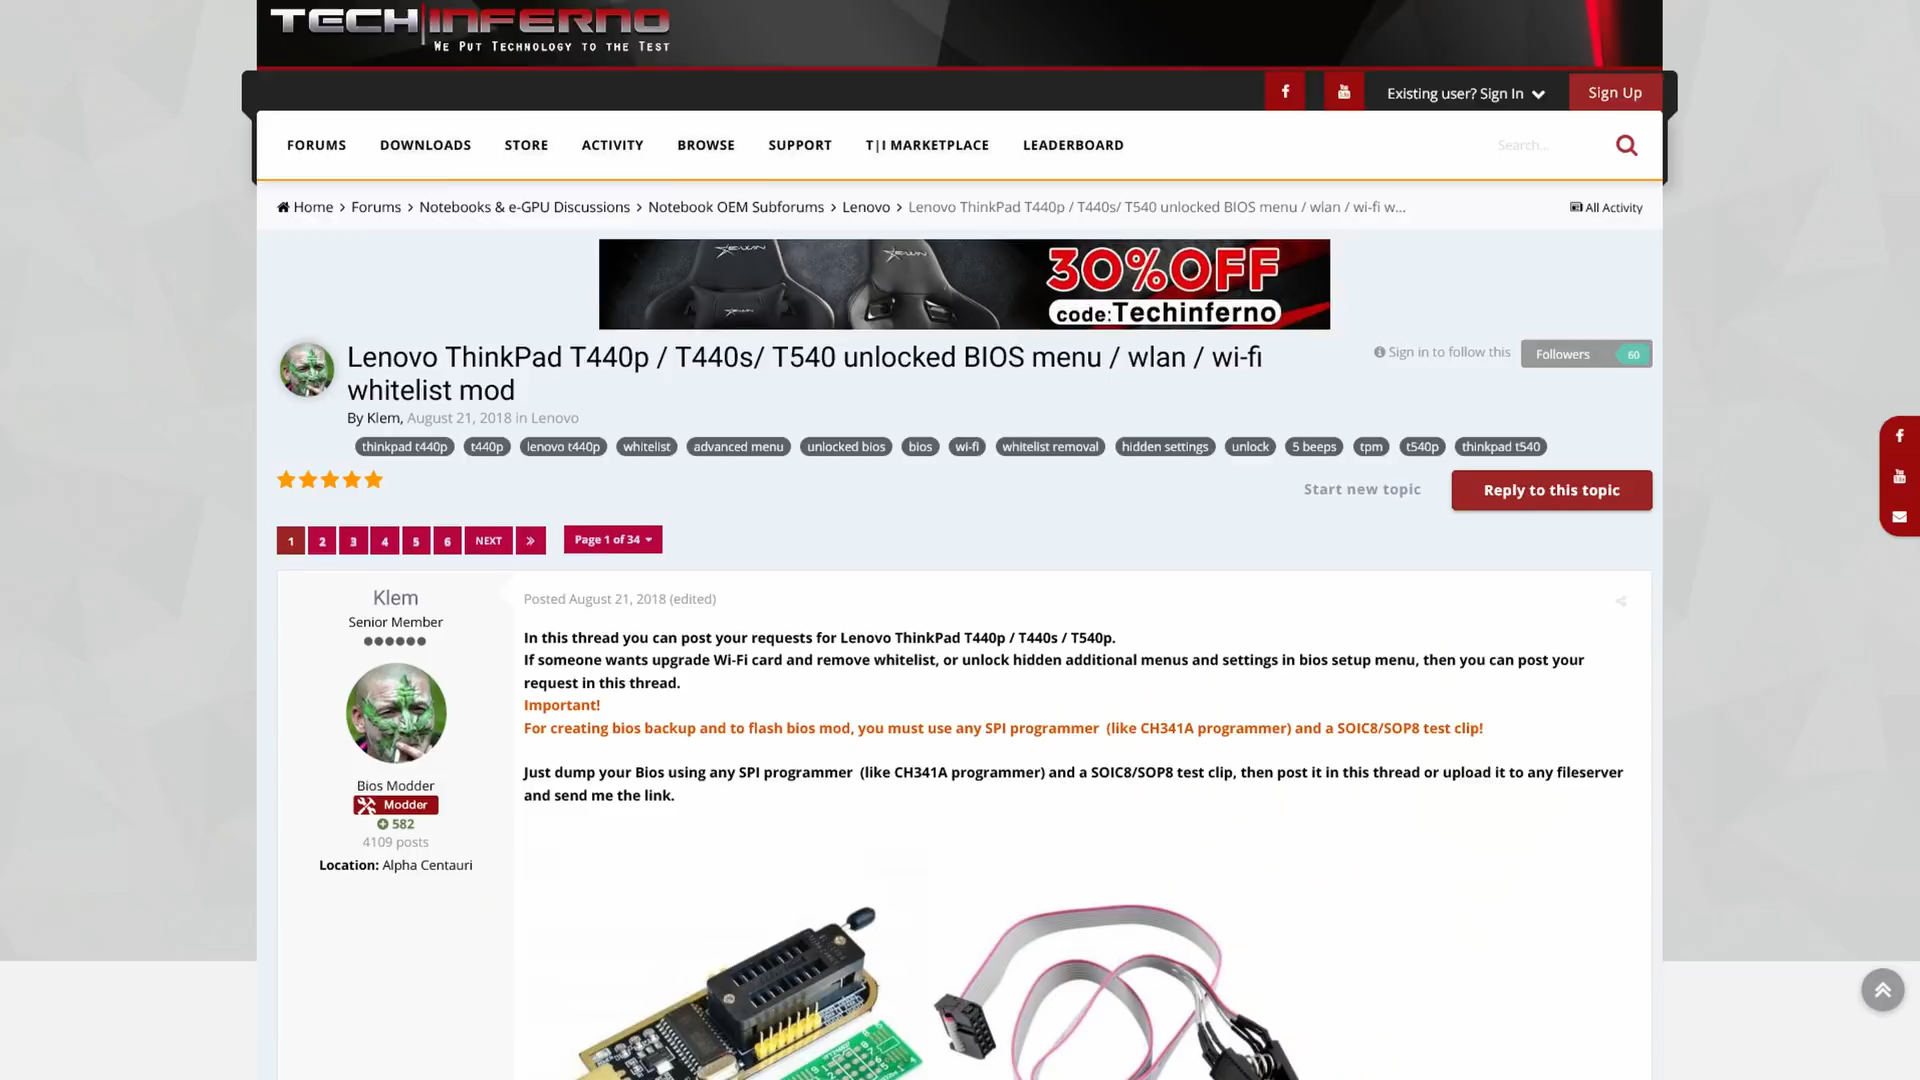 TECH|INFERNO
WE PUT TECHNOLOGY TO THE TEST
Existing user? Sign In
Sign Up
FORUMS DOWNLOADS STORE ACTIVITY BROWSE SUPPORT T|I MARKETPLACE LEADERBOARD
Search...
Home > Forums > Notebooks & e-GPU Discussions > Notebook OEM Subforums > Lenovo > Lenovo ThinkPad T440p / T440s/ T540 unlocked BIOS menu / wlan / wi-fi w...
All Activity
E-WIN E-WIN
30%OFF
code:Techinferno
Lenovo ThinkPad T440p / T440s/ T540 unlocked BIOS menu / wlan / wi-fi
whitelist mod
Sign in to follow this
Followers 60
By Klem, August 21, 2018 in Lenovo
thinkpad t440p t440p lenovo t440p whitelist advanced menu unlocked bios bios wi-fi whitelist removal hidden settings unlock 5 beeps tpm t540p thinkpad t540
Start new topic
Reply to this topic
1 2 3 4 5 6 NEXT » Page 1 of 34
Klem
Senior Member
Bios Modder
Modder
582
4109 posts
Location: Alpha Centauri
Posted August 21, 2018 (edited)
In this thread you can post your requests for Lenovo ThinkPad T440p / T440s / T540p.
If someone wants upgrade Wi-Fi card and remove whitelist, or unlock hidden additional menus and settings in bios setup menu, then you can post your
request in this thread.
Important!
For creating bios backup and to flash bios mod, you must use any SPI programmer (like CH341A programmer) and a SOIC8/SOP8 test clip!
Just dump your Bios using any SPI programmer (like CH341A programmer) and a SOIC8/SOP8 test clip, then post it in this thread or upload it to any fileserver
and send me the link.